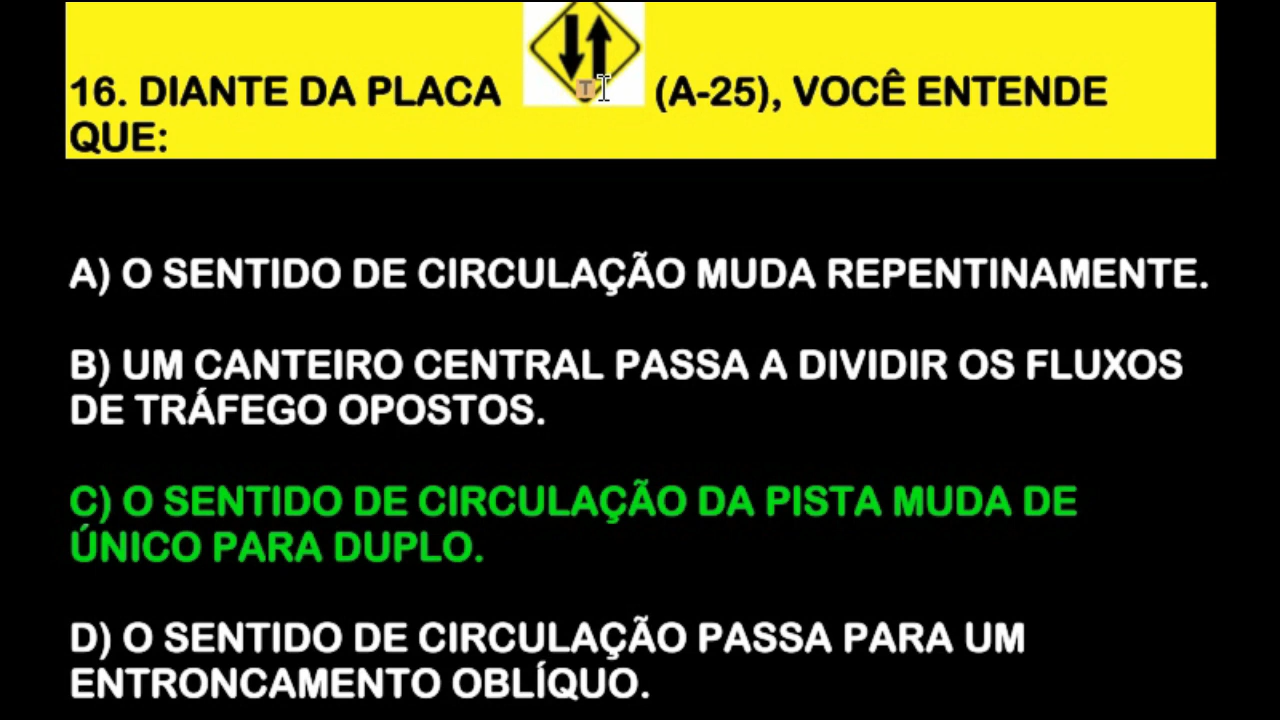 16. DIANTE DA PLACA T (A-25), VOCÊ ENTENDE
QUE:
A) O SENTIDO DE CIRCULAÇÃO MUDA REPENTINAMENTE.
B) UM CANTEIRO CENTRAL PASSA A DIVIDIR OS FLUXOS
DE TRÁFEGO OPOSTOS.
C) O SENTIDO DE CIRCULAÇÃO DA PISTA MUDA DE
ÚNICO PARA DUPLO.
D) O SENTIDO DE CIRCULAÇÃO PASSA PARA UM
ENTRONCAMENTO OBLÍQUO.